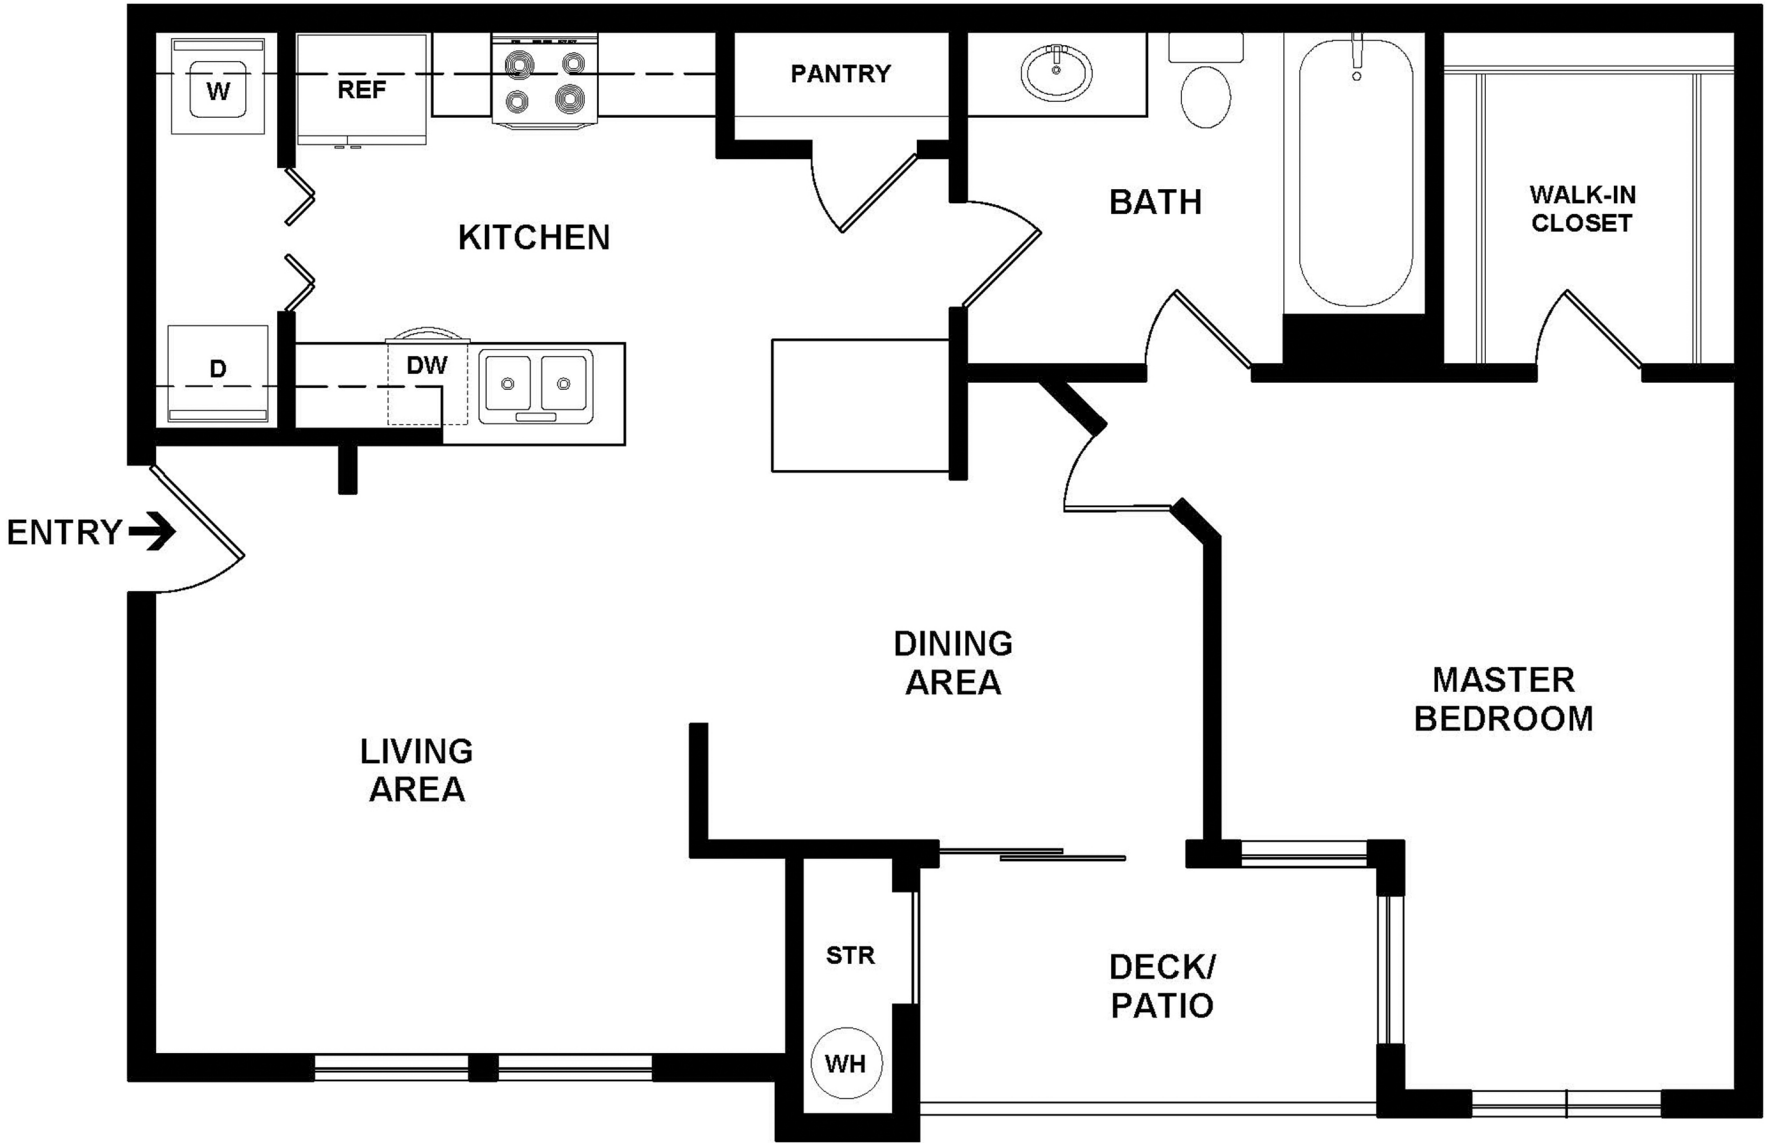 PANTRY
W
REF
WALK-IN
CLOSET
BATH
KITCHEN
D
DW
ENTRY
DINING
AREA
MASTER
BEDROOM
LIVING
AREA
STR
DECK/
PATIO
WH